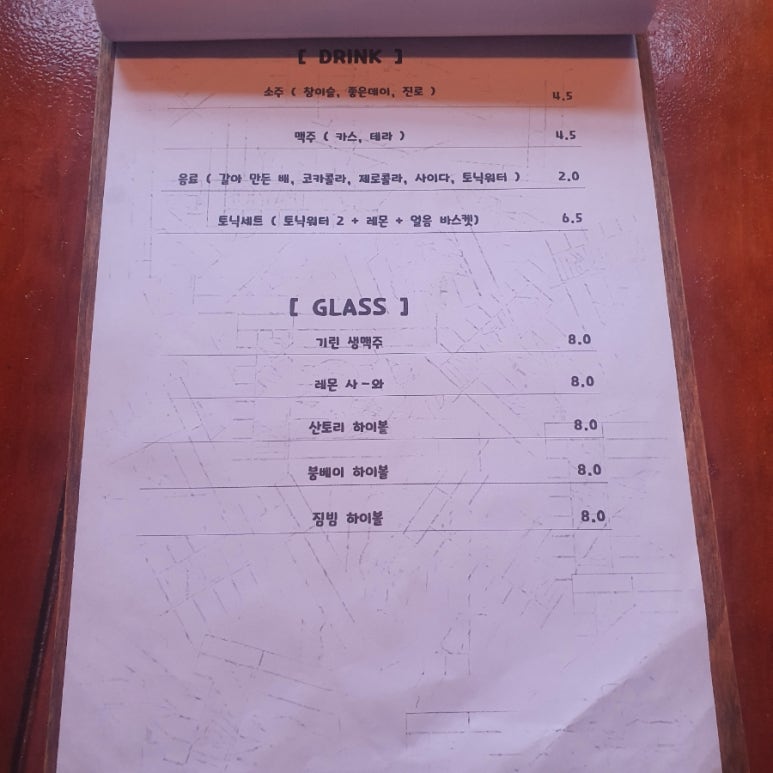 [ DRINK ]
소주 ( 참이슬, 좋은데이, 진로 ) 4.5
맥주 ( 카스, 테라 ) 4.5
음료 ( 갈아 만든 배, 코카콜라, 제로콜라, 사이다, 토닉워터 ) 2.0
토닉세트 ( 토닉워터 2 + 레몬 + 얼음 바스켓) 6.5
[ GLASS ]
기린 생맥주 8.0
레몬 사-와 8.0
산토리 하이볼 8.0
봄베이 하이볼 8.0
짐빔 하이볼 8.0